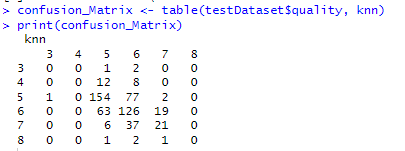 > confusion_Matrix <- table(testDataset$quality, knn)
> print(confusion_Matrix)
knn
3 4 5 6 7 8
3 0 0 1 2 0 0
4 0 0 12 8 0 0
5 1 0 154 77 2 0
6 0 0 63 126 19 0
7 0 0 6 37 21 0
8 0 0 1 2 1 0